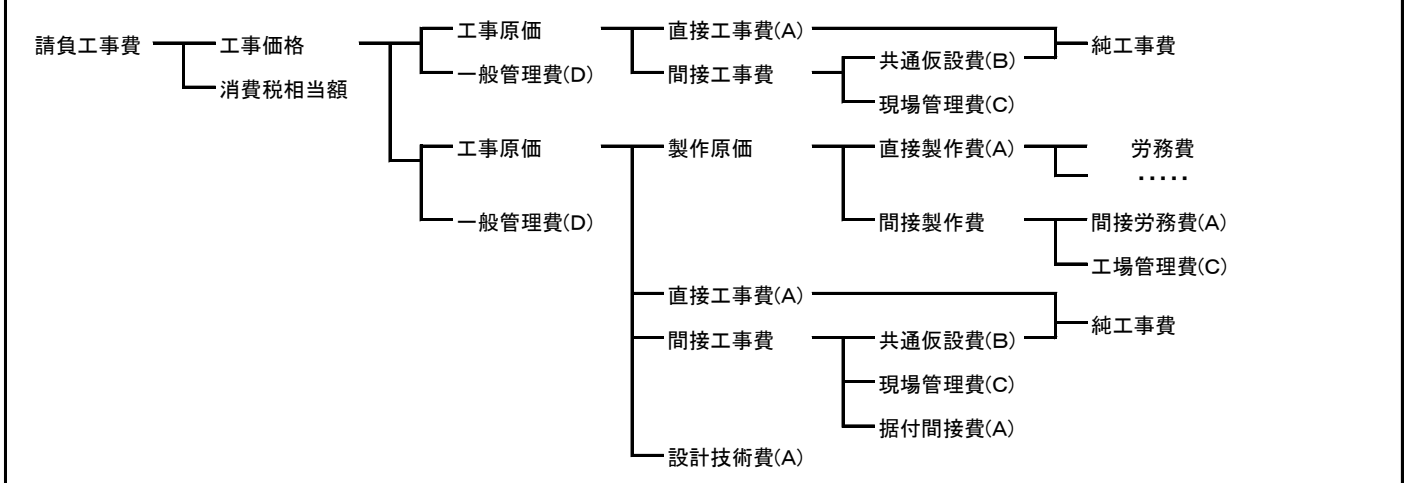 請負工事費
工事価格
消費税相当額
工事原価
一般管理費(D)
直接工事費(A)
間接工事費
共通仮設費(B)
現場管理費(C)
純工事費
工事原価
一般管理費(D)
製作原価
直接製作費(A)
労務費
・・・・・
間接製作費
間接労務費(A)
工場管理費(C)
直接工事費(A)
間接工事費
共通仮設費(B)
純工事費
現場管理費(C)
据付間接費(A)
設計技術費(A)